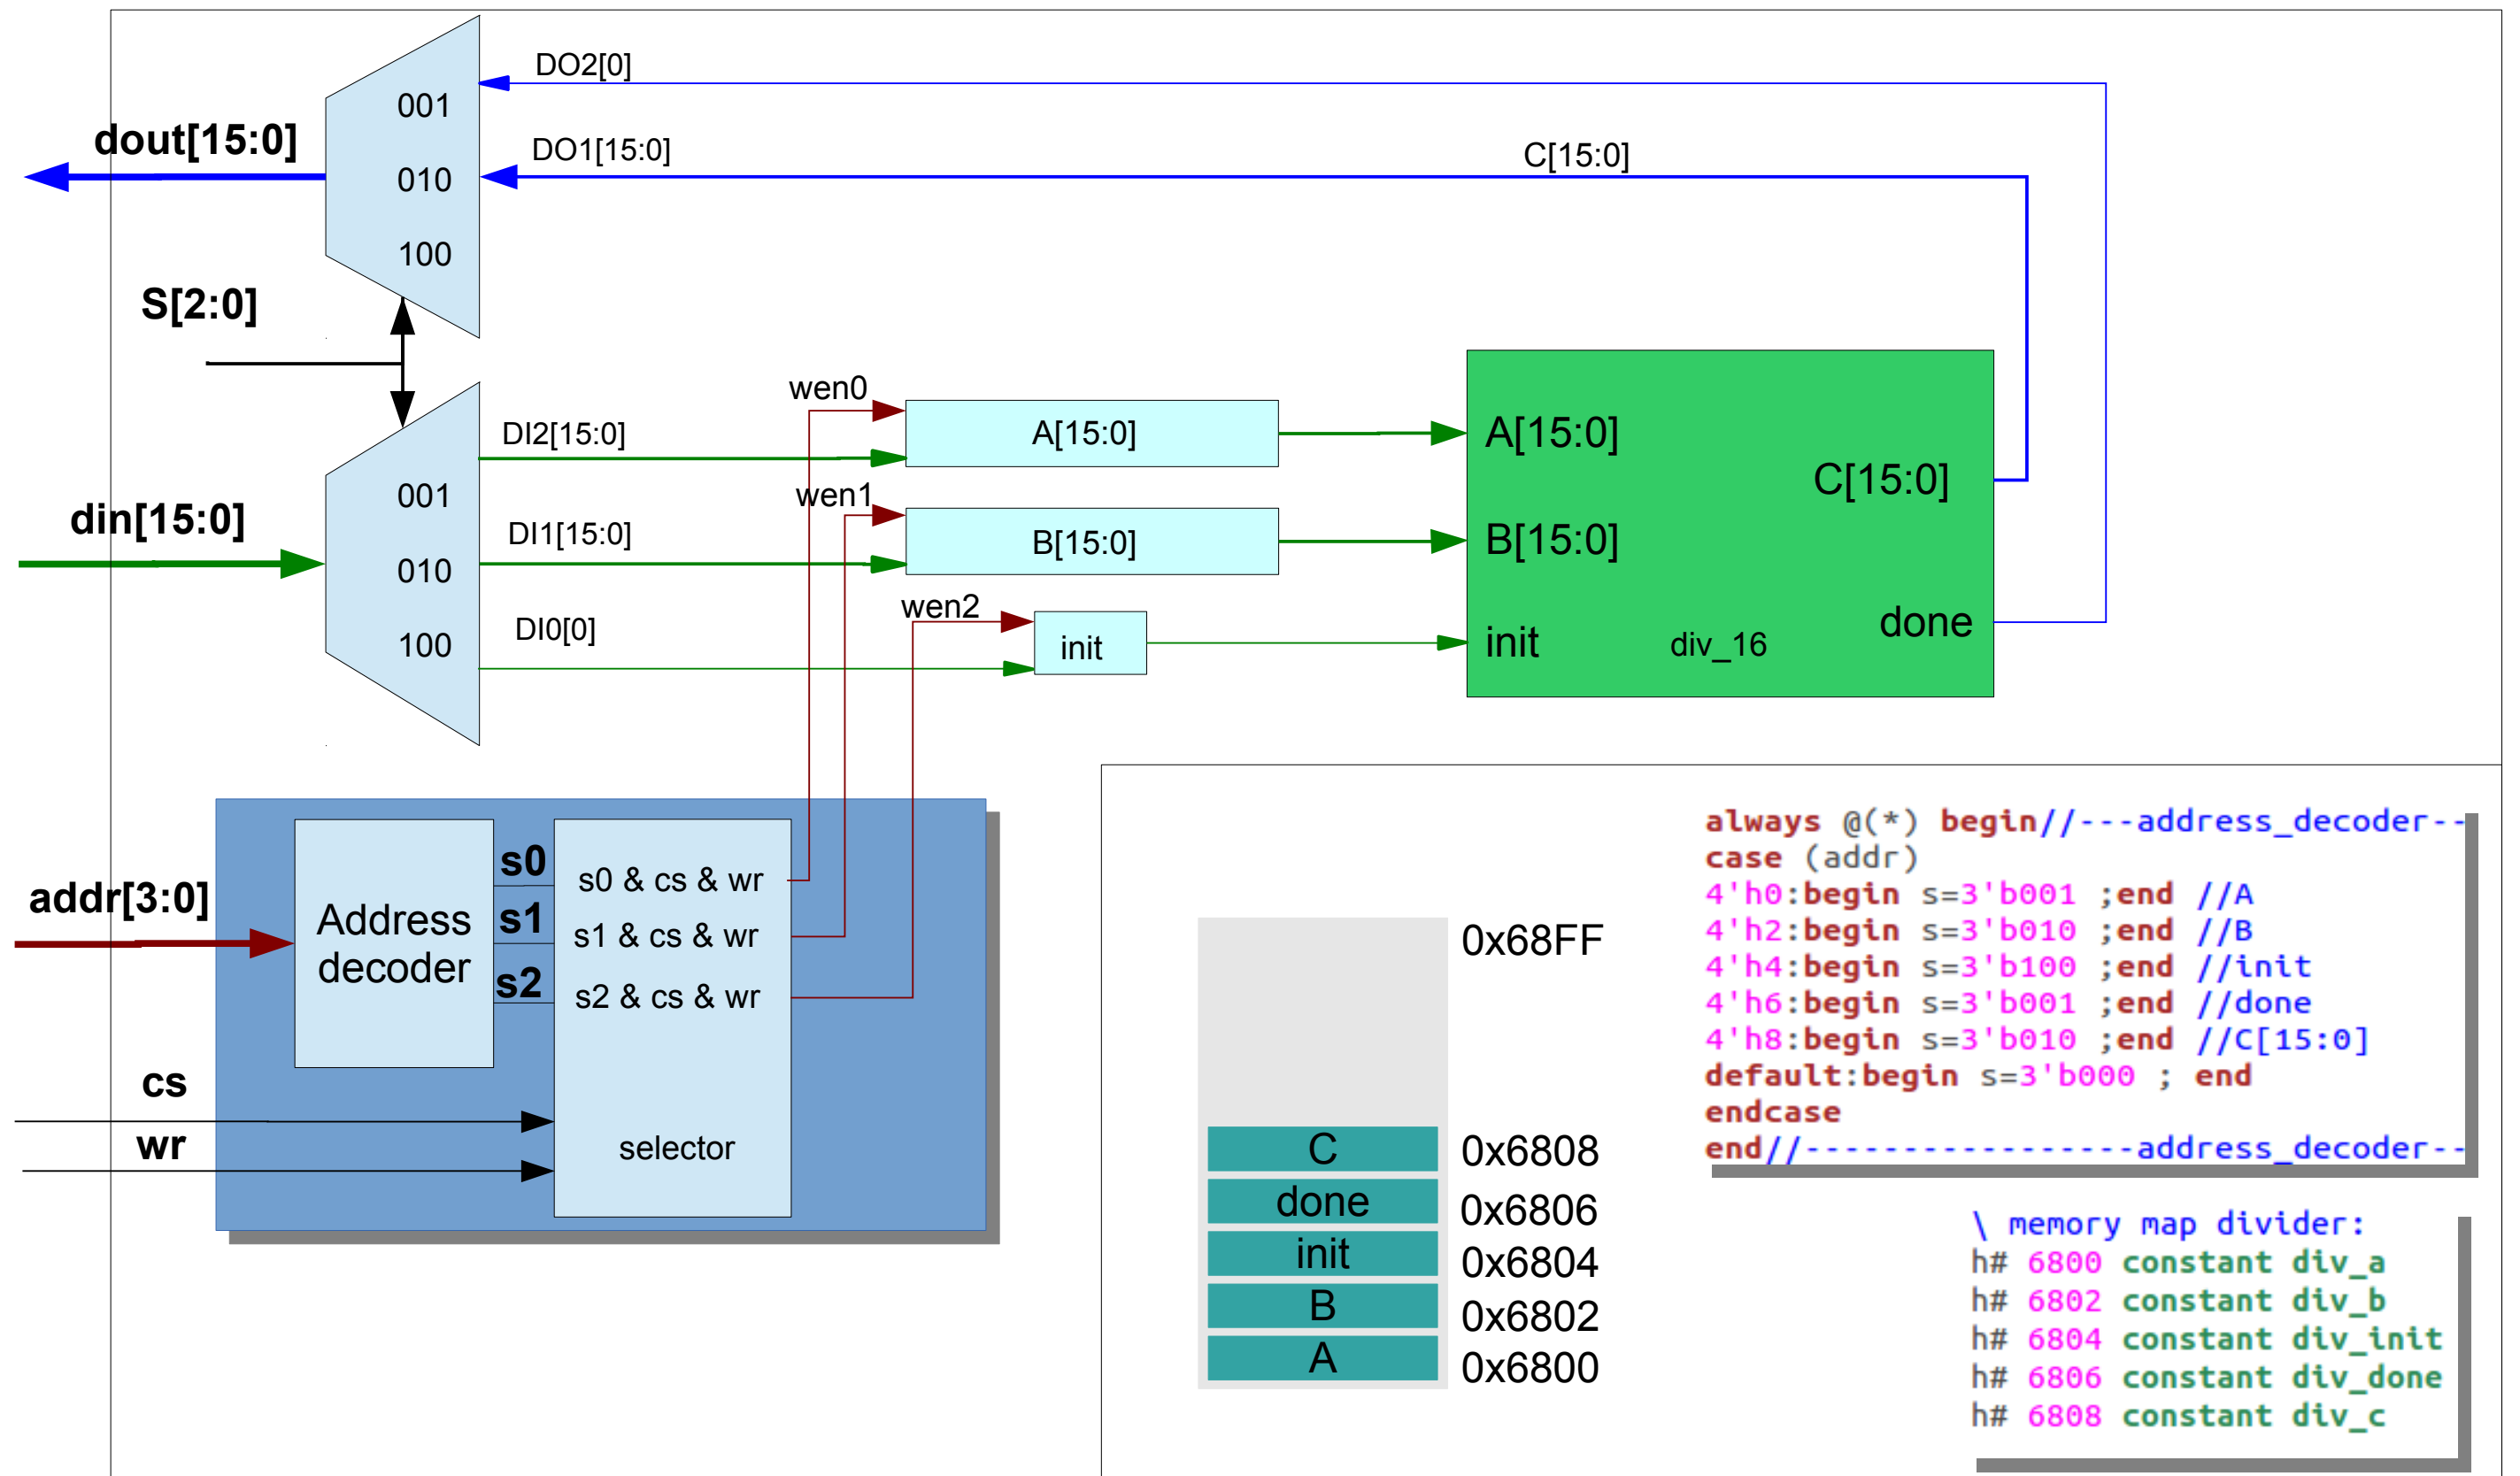 DO2[0]
001
dout[15:0]
DO1[15:0]
C[15:0]
010
100
S[2:0]
wen0
DI2[15:0]
A[15:0]
A[15:0]
C[15:0]
001
wen1
din[15:0]
DI1[15:0]
B[15:0]
B[15:0]
010
wen2
DI0[0]
100
init
init
div_16
done
addr[3:0]
Address
decoder
s0
s1
s2
s0 & cs & wr
s1 & cs & wr
s2 & cs & wr
cs
wr
selector
0x68FF
C
0x6808
done
0x6806
init
0x6804
B
0x6802
A
0x6800
always @(*) begin//---address_decoder--
case (addr)
4'h0:begin s=3'b001 ;end //A
4'h2:begin s=3'b010 ;end //B
4'h4:begin s=3'b100 ;end //init
4'h6:begin s=3'b001 ;end //done
4'h8:begin s=3'b010 ;end //C[15:0]
default:begin s=3'b000 ; end
endcase
end//-----------------address_decoder--
\ memory map divider:
h# 6800 constant div_a
h# 6802 constant div_b
h# 6804 constant div_init
h# 6806 constant div_done
h# 6808 constant div_c